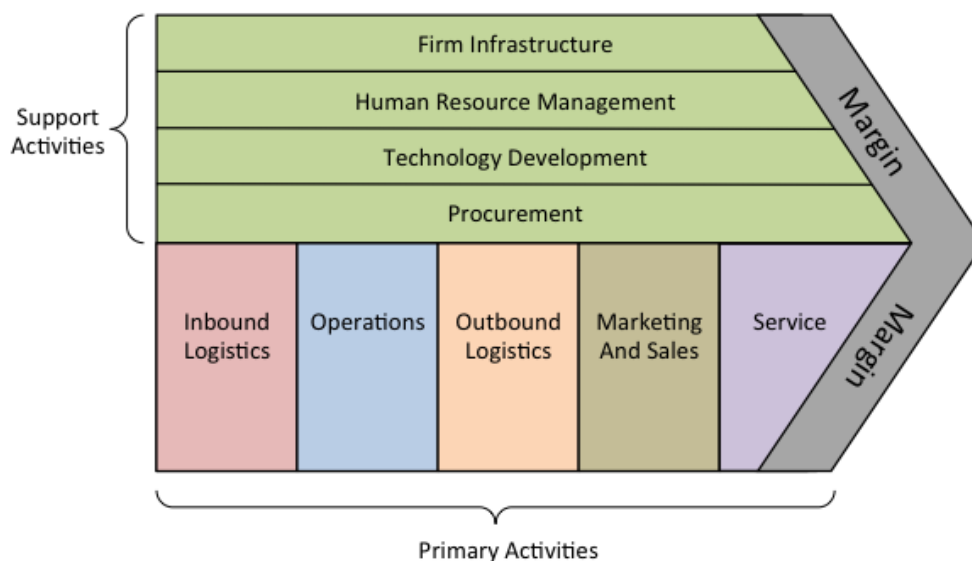 Firm Infrastructure
Human Resource Management
Technology Development
Procurement
Support
Activities
Margin
Inbound
Logistics
Operations
Outbound
Logistics
Marketing
And Sales
Service
Margin
Primary Activities